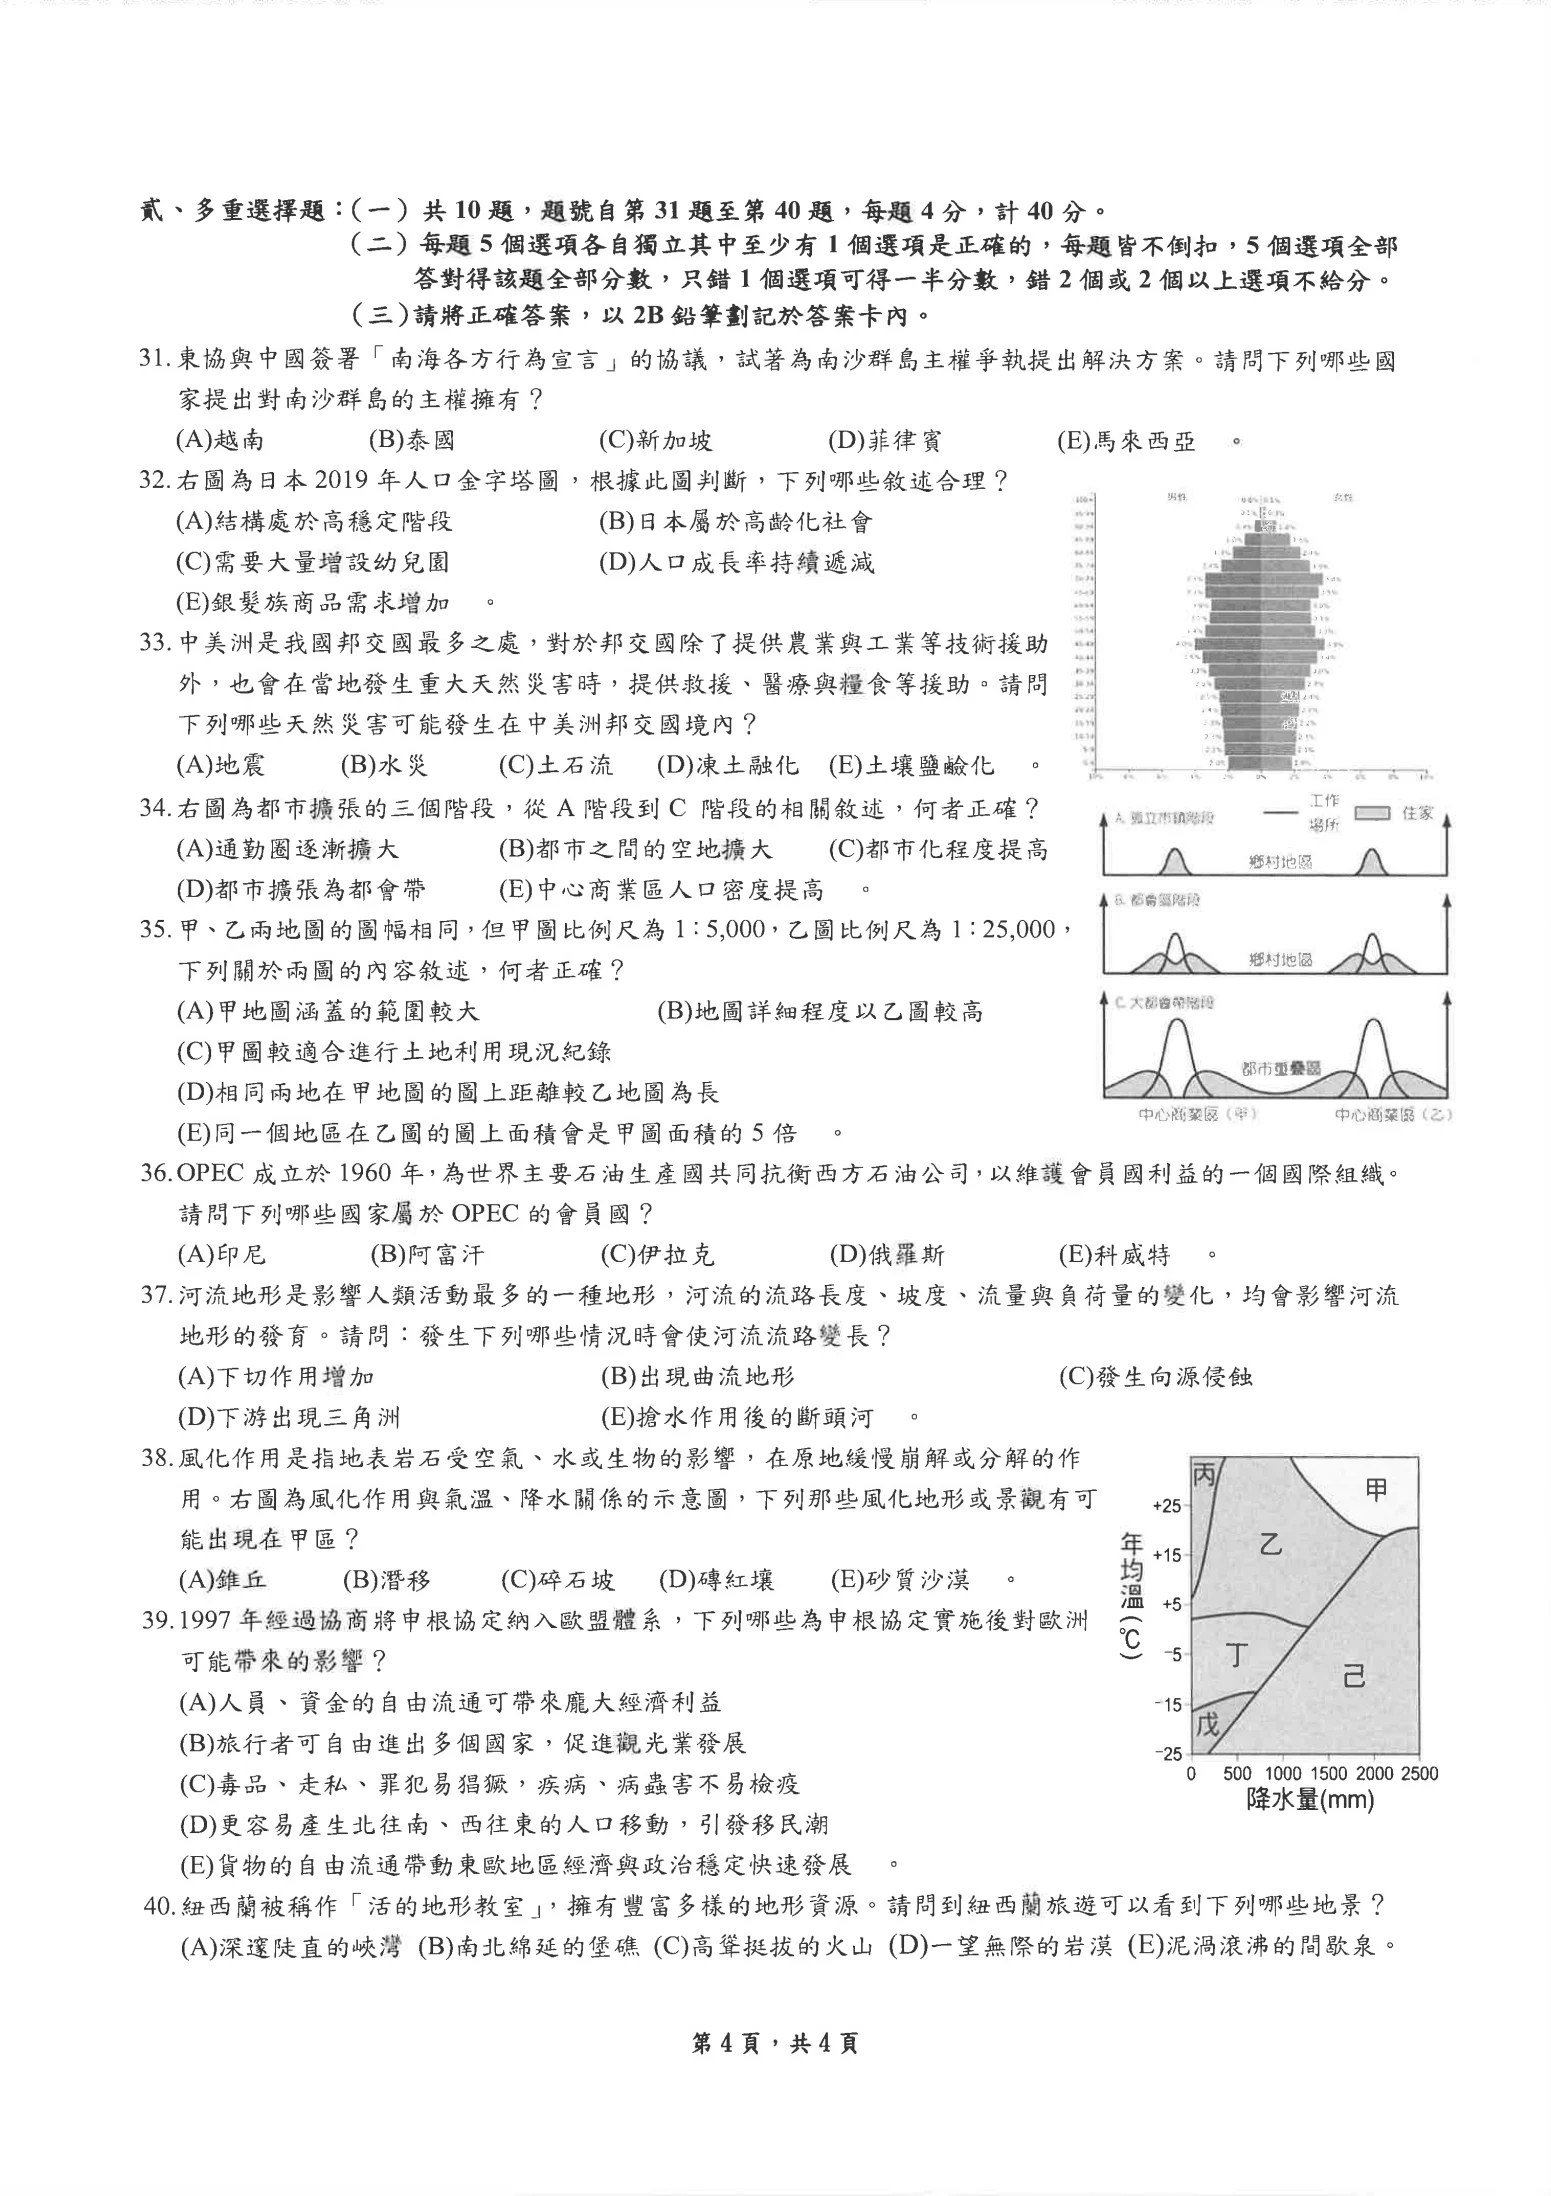 貳、多重選擇題：(一) 共 10 題，題號自第 31 題至第 40 題，每題 4 分，計 40 分。
(二) 每題 5 個選項各自獨立其中至少有 1 個選項是正確的，每題皆不倒扣，5 個選項全部
答對得該題全部分數，只錯 1 個選項可得一半分數，錯 2 個或 2 個以上選項不給分。
(三)請將正確答案，以 2B 鉛筆劃記於答案卡內。
31.東協與中國簽署「南海各方行為宣言」的協議，試著為南沙群島主權爭執提出解決方案。請問下列哪些國
家提出對南沙群島的主權擁有？
(A)越南 (B)泰國 (C)新加坡 (D)菲律賓 (E)馬來西亞 。
32.右圖為日本 2019 年人口金字塔圖，根據此圖判斷，下列哪些敘述合理？
(A)結構處於高穩定階段 (B)日本屬於高齡化社會
(C)需要大量增設幼兒園 (D)人口成長率持續遞減
(E)銀髮族商品需求增加 。
男性 女性
33.中美洲是我國邦交國最多之處，對於邦交國除了提供農業與工業等技術援助
外，也會在當地發生重大天然災害時，提供救援、醫療與糧食等援助。請問
下列哪些天然災害可能發生在中美洲邦交國境內？
(A)地震 (B)水災 (C)土石流 (D)凍土融化 (E)土壤鹽鹼化 。
34.右圖為都市擴張的三個階段，從 A 階段到 C 階段的相關敘述，何者正確？
(A)通勤圈逐漸擴大 (B)都市之間的空地擴大 (C)都市化程度提高
(D)都市擴張為都會帶 (E)中心商業區人口密度提高 。
A. 孤立市鎮階段 工作場所 住家
鄉村地區
B. 都會區階段
鄉村地區
C. 大都會帶階段
都市重疊區
中心商業區（甲） 中心商業區（乙）
35.甲、乙兩地圖的圖幅相同，但甲圖比例尺為 1：5,000，乙圖比例尺為 1：25,000，
下列關於兩圖的內容敘述，何者正確？
(A)甲地圖涵蓋的範圍較大 (B)地圖詳細程度以乙圖較高
(C)甲圖較適合進行土地利用現況紀錄
(D)相同兩地在甲地圖的圖上距離較乙地圖為長
(E)同一個地區在乙圖的圖上面積會是甲圖面積的 5 倍 。
36.OPEC 成立於 1960 年，為世界主要石油生產國共同抗衡西方石油公司，以維護會員國利益的一個國際組織。
請問下列哪些國家屬於 OPEC 的會員國？
(A)印尼 (B)阿富汗 (C)伊拉克 (D)俄羅斯 (E)科威特 。
37.河流地形是影響人類活動最多的一種地形，河流的流路長度、坡度、流量與負荷量的變化，均會影響河流
地形的發育。請問：發生下列哪些情況時會使河流流路變長？
(A)下切作用增加 (B)出現曲流地形 (C)發生向源侵蝕
(D)下游出現三角洲 (E)搶水作用後的斷頭河 。
38.風化作用是指地表岩石受空氣、水或生物的影響，在原地緩慢崩解或分解的作
用。右圖為風化作用與氣溫、降水關係的示意圖，下列那些風化地形或景觀有可
能出現在甲區？
(A)錐丘 (B)潛移 (C)碎石坡 (D)磚紅壤 (E)砂質沙漠 。
年均溫(℃)
+25
+15
+5
-5
-15
-25
丙 甲
乙
丁
己
戊
0 500 1000 1500 2000 2500
降水量(mm)
39.1997 年經過協商將申根協定納入歐盟體系，下列哪些為申根協定實施後對歐洲
可能帶來的影響？
(A)人員、資金的自由流通可帶來龐大經濟利益
(B)旅行者可自由進出多個國家，促進觀光業發展
(C)毒品、走私、罪犯易猖獗，疾病、病蟲害不易檢疫
(D)更容易產生北往南、西往東的人口移動，引發移民潮
(E)貨物的自由流通帶動東歐地區經濟與政治穩定快速發展 。
40.紐西蘭被稱作「活的地形教室」，擁有豐富多樣的地形資源。請問到紐西蘭旅遊可以看到下列哪些地景？
(A)深邃陡直的峽灣 (B)南北綿延的堡礁 (C)高聳挺拔的火山 (D)一望無際的岩漠 (E)泥渦滾沸的間歇泉。
第 4 頁，共 4 頁